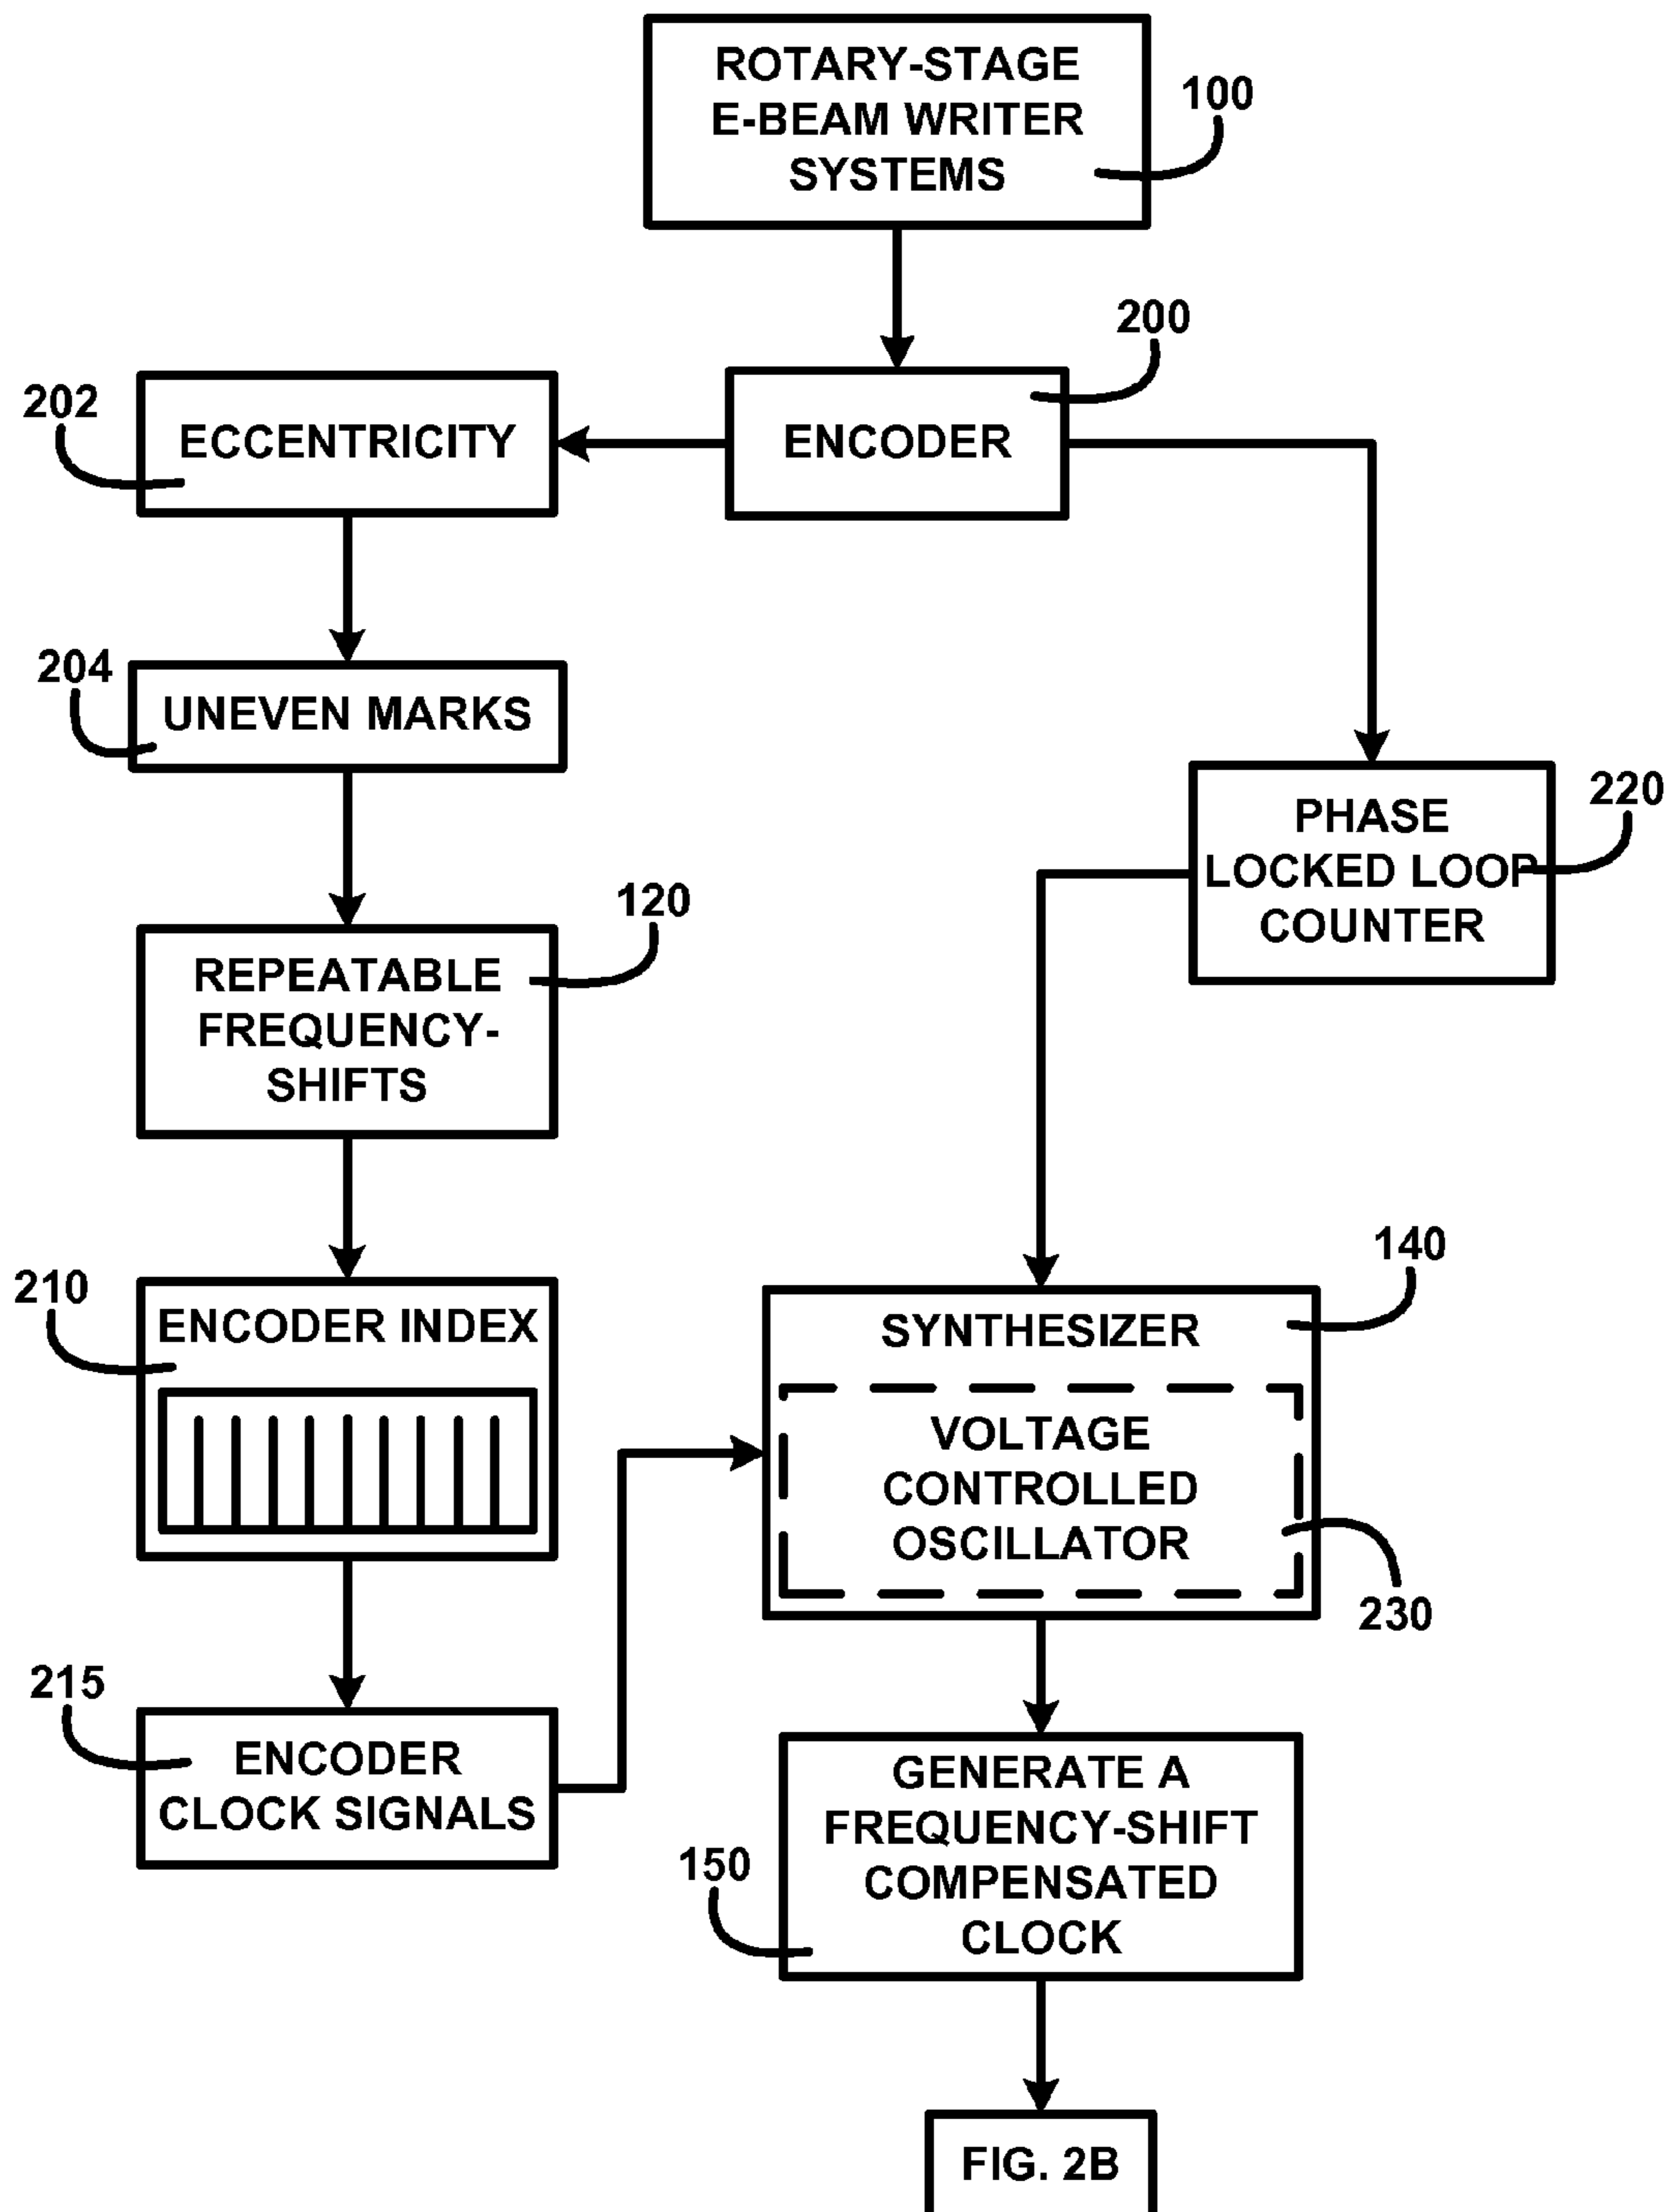 ROTARY-STAGE
E-BEAM WRITER
SYSTEMS
100
200
ENCODER
202
ECCENTRICITY
204
UNEVEN MARKS
220
PHASE
LOCKED LOOP
COUNTER
120
REPEATABLE
FREQUENCY-
SHIFTS
210
ENCODER INDEX
140
SYNTHESIZER
VOLTAGE
CONTROLLED
OSCILLATOR
230
215
ENCODER
CLOCK SIGNALS
150
GENERATE A
FREQUENCY-SHIFT
COMPENSATED
CLOCK
FIG. 2B